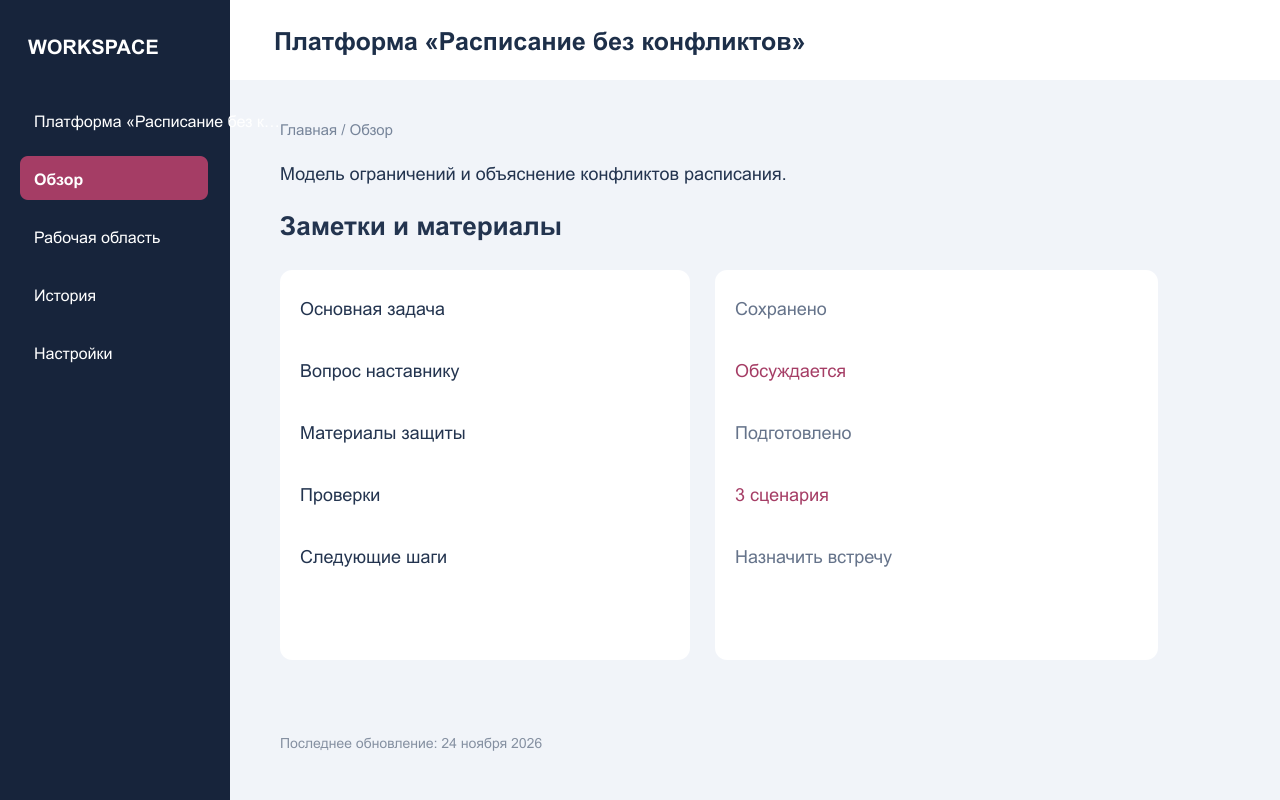 WORKSPACE
Платформа «Расписание без к…
Обзор
Рабочая область
История
Настройки
Платформа «Расписание без конфликтов»
Главная / Обзор
Модель ограничений и объяснение конфликтов расписания.
Заметки и материалы
Основная задача
Сохранено
Вопрос наставнику
Обсуждается
Материалы защиты
Подготовлено
Проверки
3 сценария
Следующие шаги
Назначить встречу
Последнее обновление: 24 ноября 2026